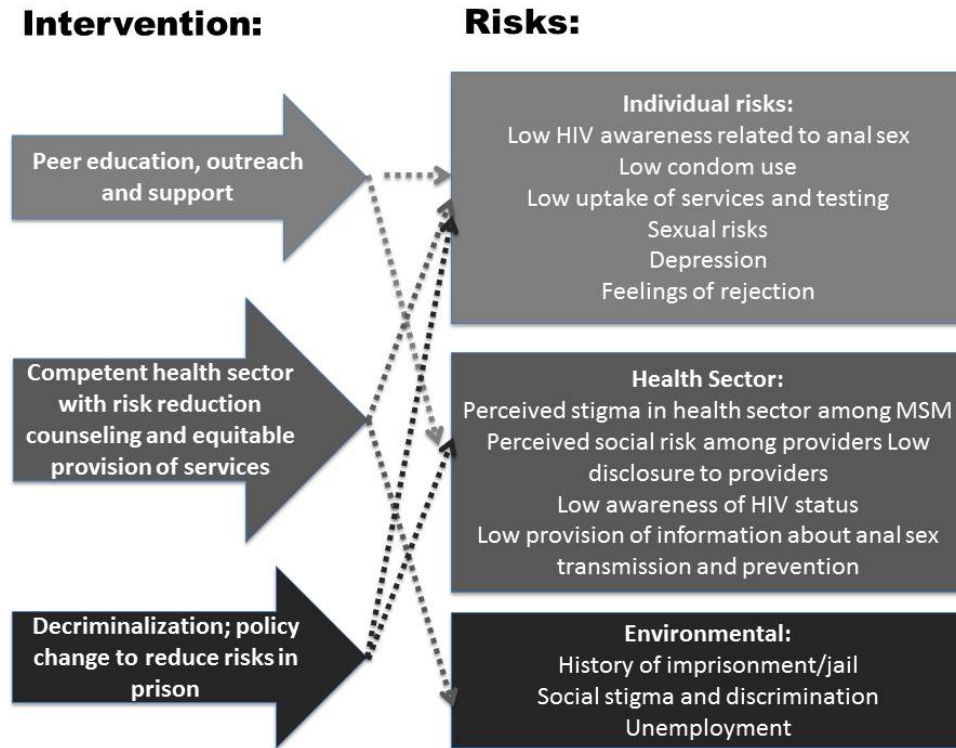 Intervention:
Risks:
Peer education, outreach
and support
Individual risks:
Low HIV awareness related to anal sex
Low condom use
Low uptake of services and testing
Sexual risks
Depression
Feelings of rejection
Competent health sector
with risk reduction
counseling and equitable
provision of services
Health Sector:
Perceived stigma in health sector among MSM
Perceived social risk among providers Low
disclosure to providers
Low awareness of HIV status
Low provision of information about anal sex
transmission and prevention
Decriminalization; policy
change to reduce risks in
prison
Environmental:
History of imprisonment/jail
Social stigma and discrimination
Unemployment